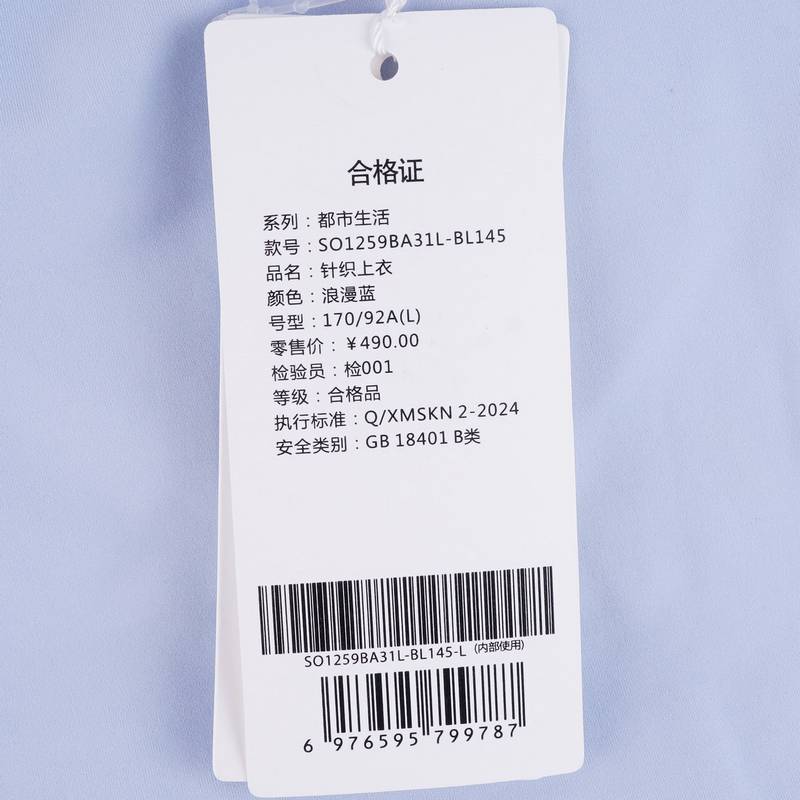 合格证
系列：都市生活
款号：SO1259BA31L-BL145
品名：针织上衣
颜色：浪漫蓝
号型：170/92A(L)
零售价：￥490.00
检验员：检001
等级：合格品
执行标准：Q/XMSKN 2-2024
安全类别：GB 18401 B类
SO1259BA31L-BL145-L (内部使用)
6 976595 799787